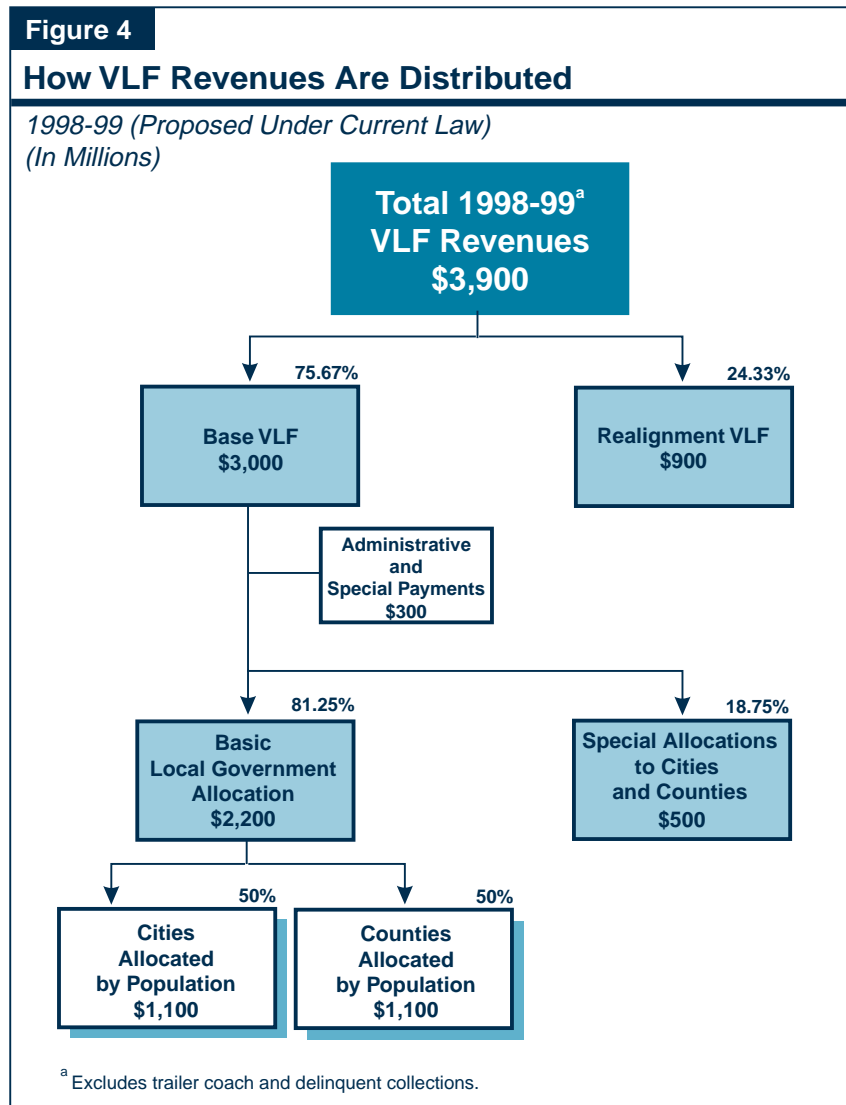 Figure 4
How VLF Revenues Are Distributed
1998-99 (Proposed Under Current Law)
(In Millions)
Total 1998-99a
VLF Revenues
$3,900
75.67%
Base VLF
$3,000
24.33%
Realignment VLF
$900
Administrative
and
Special Payments
$300
81.25%
Basic
Local Government
Allocation
$2,200
18.75%
Special Allocations
to Cities
and Counties
$500
50%
Cities
Allocated
by Population
$1,100
50%
Counties
Allocated
by Population
$1,100
a Excludes trailer coach and delinquent collections.